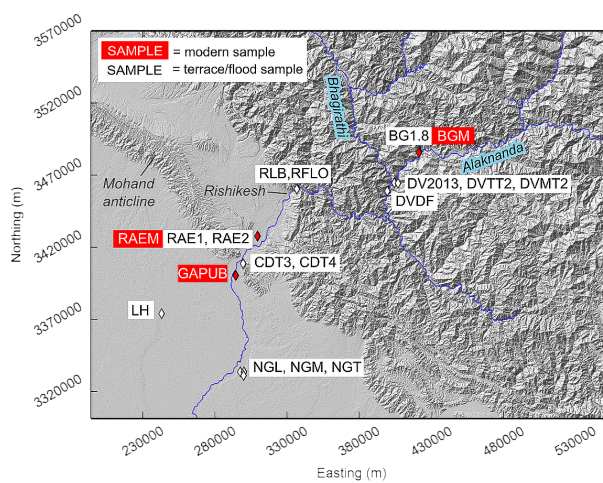 3570000
SAMPLE = modern sample
SAMPLE = terrace/flood sample
3520000
Bhagirathi
BG1.8 BGM
Alaknanda
3470000
Mohand
anticline
RLB,RFLO
Rishikesh
DV2013, DVTT2, DVMT2
DVDF
Northing (m)
3420000
RAEM RAE1, RAE2
CDT3, CDT4
GAPUB
3370000
LH
NGL, NGM, NGT
3320000
230000
280000
330000
380000
430000
480000
530000
Easting (m)